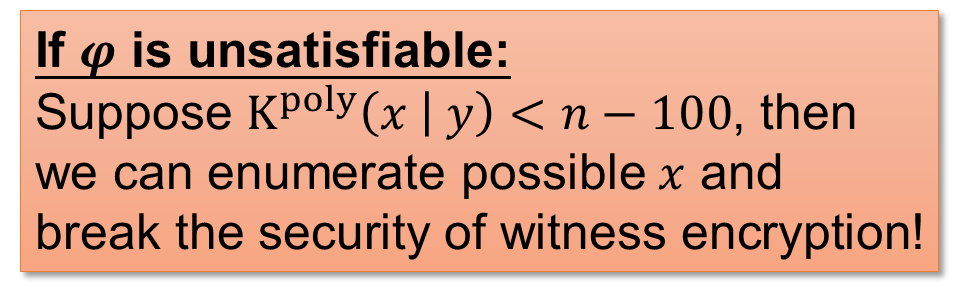 If 𝝋 is unsatisfiable:
Suppose K^poly(𝑥 | 𝑦) < 𝑛 − 100, then
we can enumerate possible 𝑥 and
break the security of witness encryption!